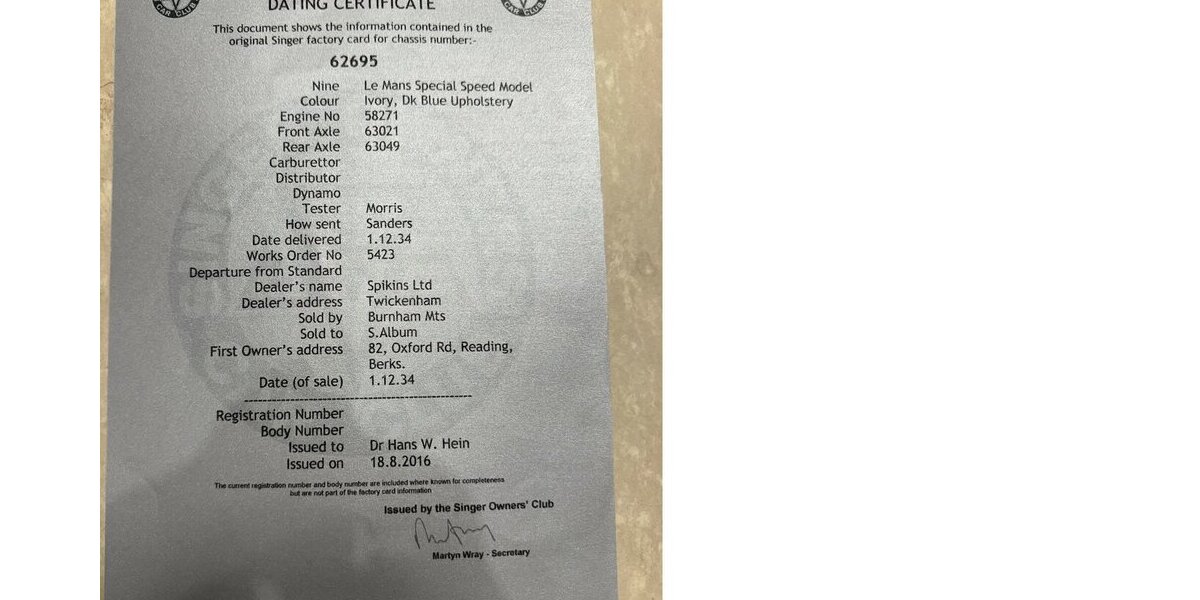 DATING CERTIFICATE
CAR CLUB
CAR CLUB
This document shows the information contained in the
original Singer factory card for chassis number:-
62695
Nine Le Mans Special Speed Model
Colour Ivory, Dk Blue Upholstery
Engine No 58271
Front Axle 63021
Rear Axle 63049
Carburettor
Distributor
Dynamo
Tester Morris
How sent Sanders
Date delivered 1.12.34
Works Order No 5423
Departure from Standard
Dealer's name Spikins Ltd
Dealer's address Twickenham
Sold by Burnham Mts
Sold to S.Album
First Owner's address 82, Oxford Rd, Reading,
Berks.
Date (of sale) 1.12.34
Registration Number
Body Number
Issued to Dr Hans W. Hein
Issued on 18.8.2016
The current registration number and body number are included where known for completeness
but are not part of the factory card information
Issued by the Singer Owners' Club
Martyn Wray - Secretary